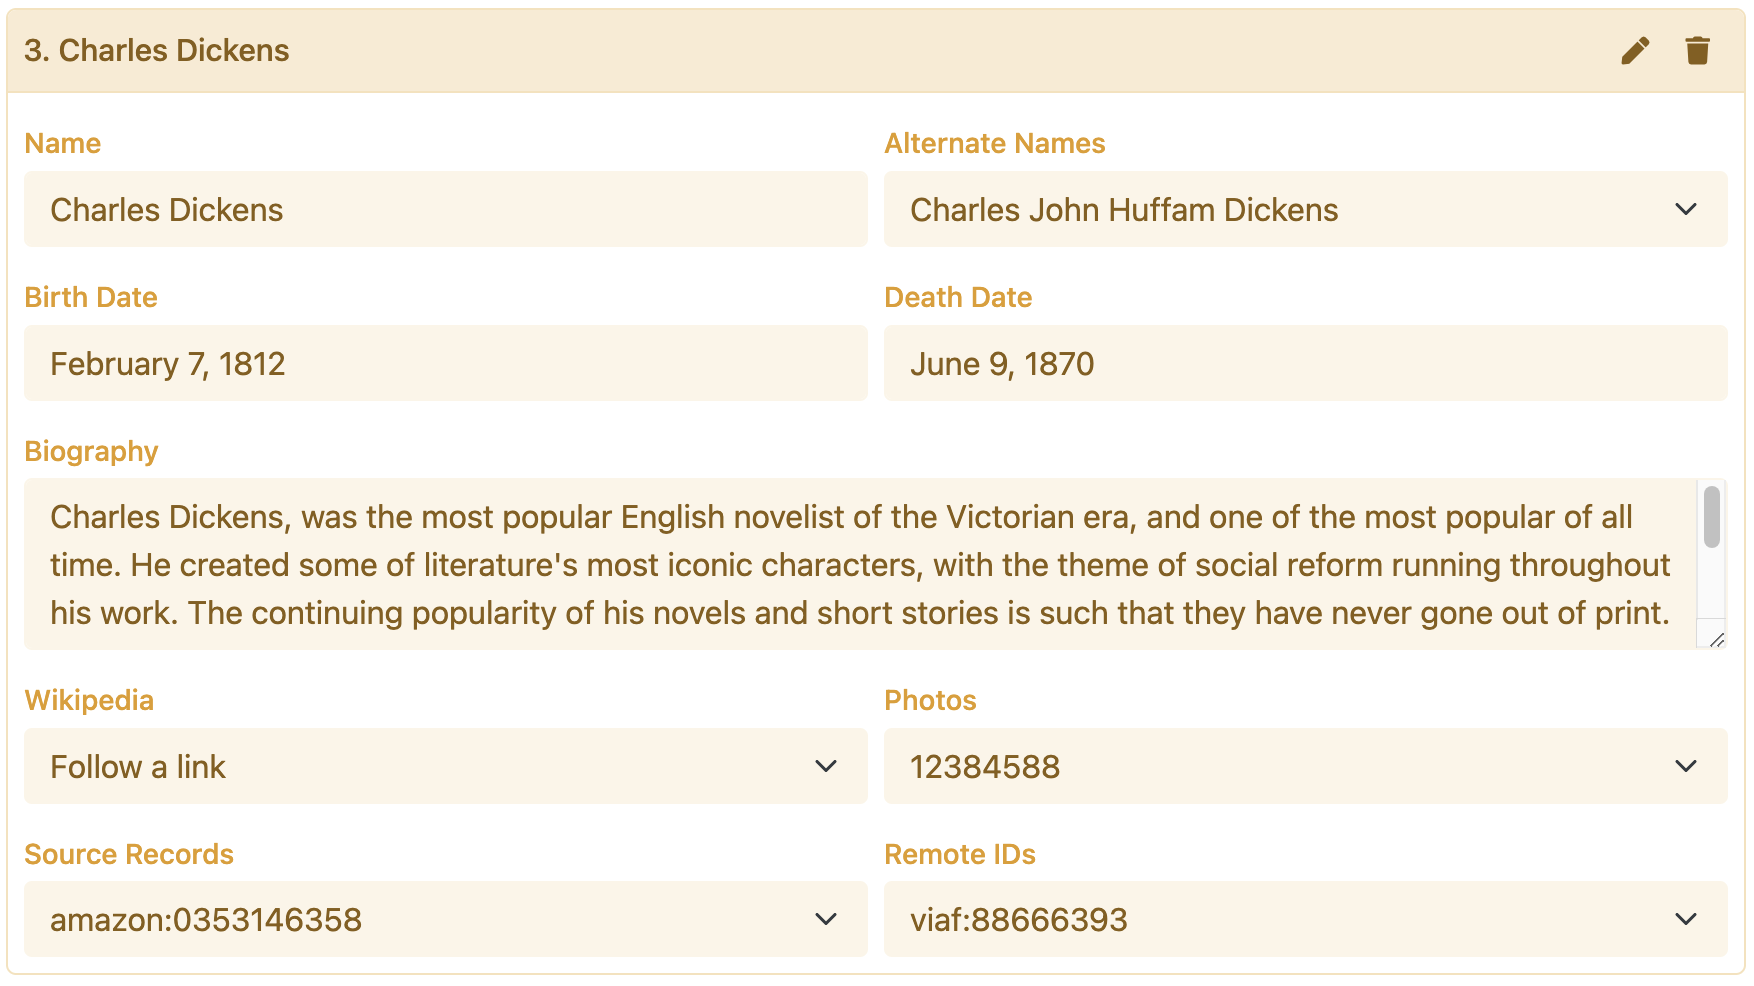 3. Charles Dickens
Name
Alternate Names
Charles Dickens
Charles John Huffam Dickens
Birth Date
Death Date
February 7, 1812
June 9, 1870
Biography
Charles Dickens, was the most popular English novelist of the Victorian era, and one of the most popular of all
time. He created some of literature's most iconic characters, with the theme of social reform running throughout
his work. The continuing popularity of his novels and short stories is such that they have never gone out of print.
Wikipedia
Photos
Follow a link
12384588
Source Records
Remote IDs
amazon:0353146358
viaf:88666393